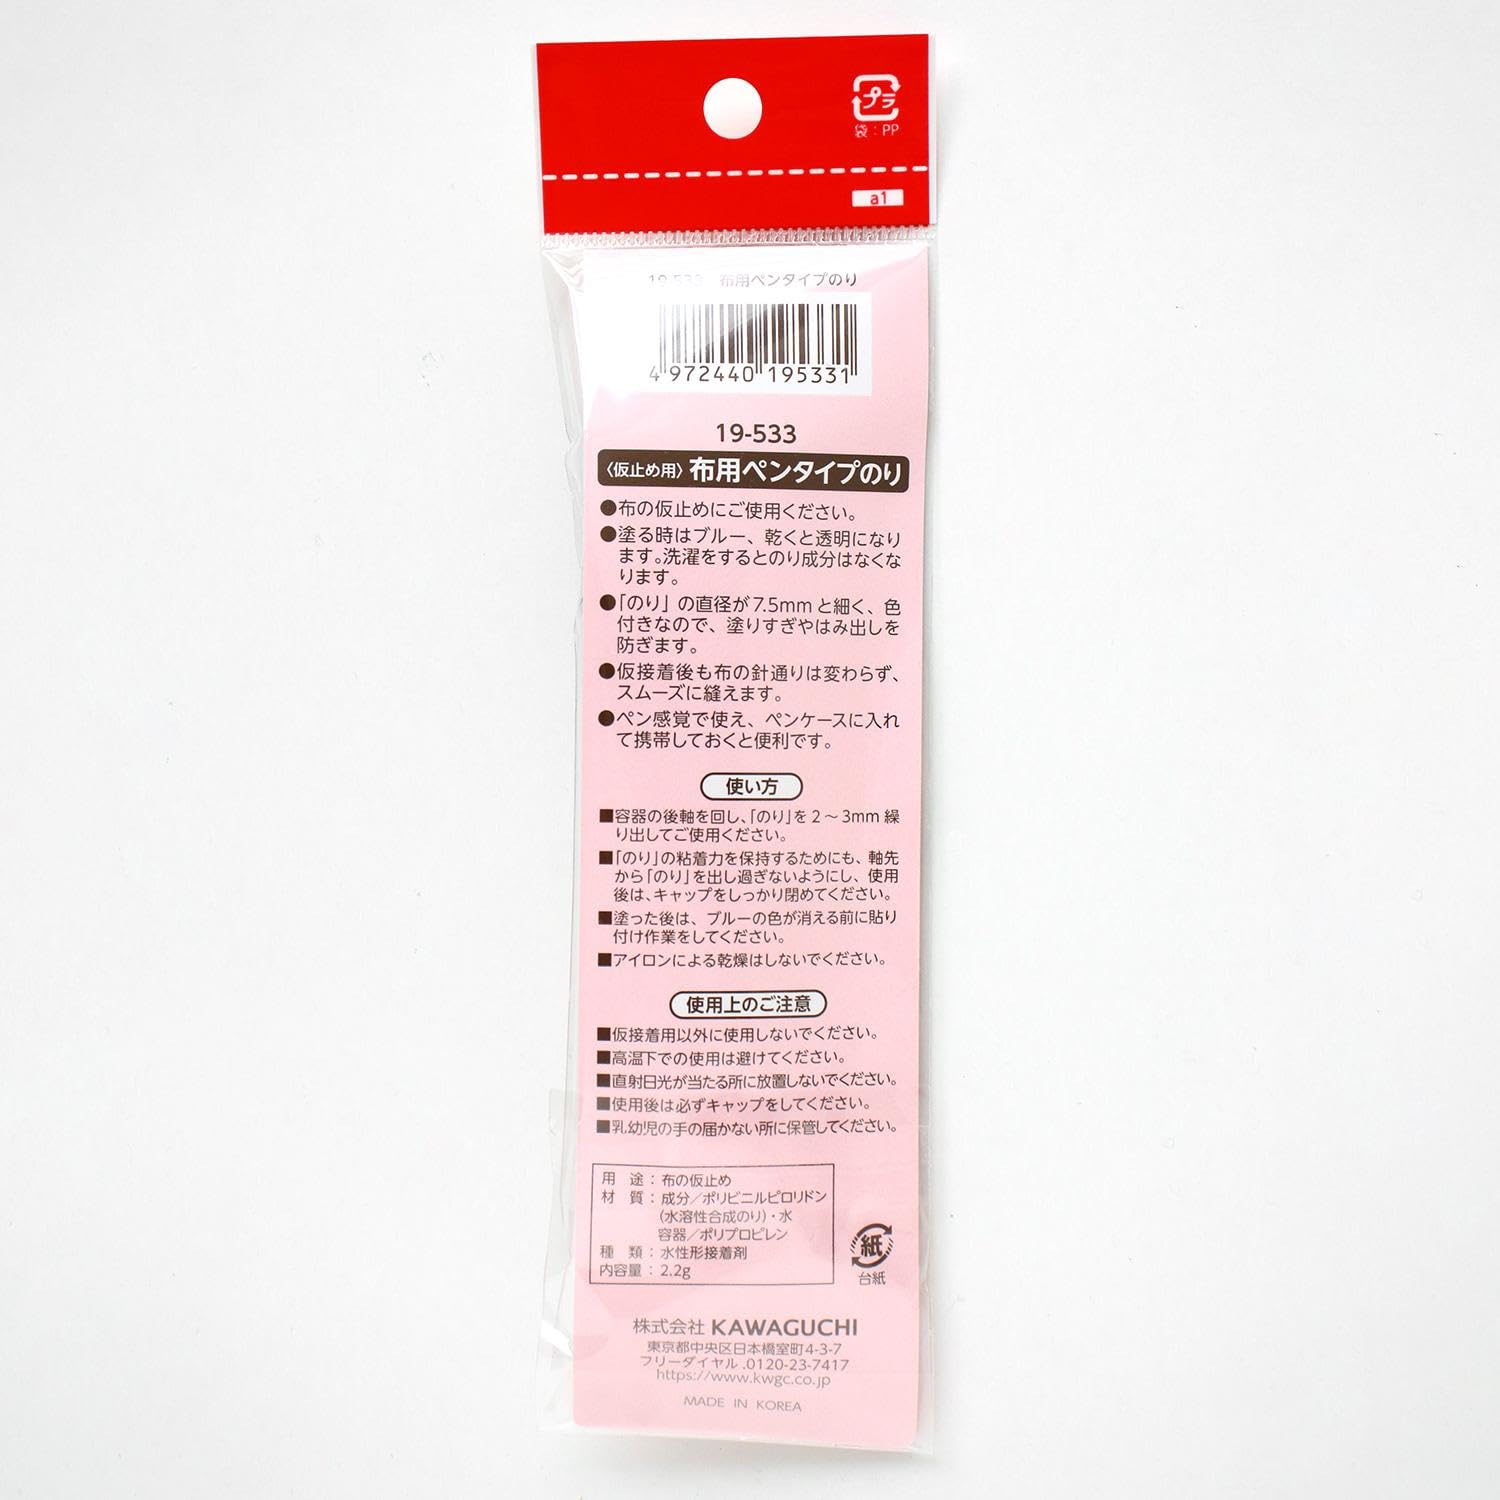 プラ
袋：PP
a1
19-533 布用ペンタイプのり
4 972440 195331
19-533
〈仮止め用〉布用ペンタイプのり
●布の仮止めにご使用ください。
●塗る時はブルー、乾くと透明になり
ます。洗濯をするとのり成分はなくな
ります。
●「のり」の直径が7.5mmと細く、色
付きなので、塗りすぎやはみ出しを
防ぎます。
●仮接着後も布の針通りは変わらず、
スムーズに縫えます。
●ペン感覚で使え、ペンケースに入れ
て携帯しておくと便利です。
使い方
■容器の後軸を回し、「のり」を2～3mm繰
り出してご使用ください。
■「のり」の粘着力を保持するためにも、軸先
から「のり」を出し過ぎないようにし、使用
後は、キャップをしっかり閉めてください。
■塗った後は、ブルーの色が消える前に貼り
付け作業をしてください。
■アイロンによる乾燥はしないでください。
使用上のご注意
■仮接着用以外に使用しないでください。
■高温下での使用は避けてください。
■直射日光が当たる所に放置しないでください。
■使用後は必ずキャップをしてください。
■乳幼児の手の届かない所に保管してください。
用 途：布の仮止め
材 質：成分／ポリビニルピロリドン
（水溶性合成のり）・水
容器／ポリプロピレン
種 類：水性形接着剤
内容量：2.2g
紙
台紙
株式会社 KAWAGUCHI
東京都中央区日本橋室町4-3-7
フリーダイヤル.0120-23-7417
https://www.kwgc.co.jp
MADE IN KOREA